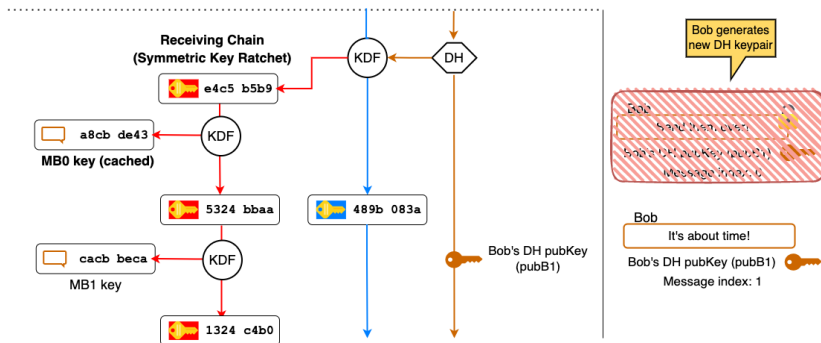 Receiving Chain
(Symmetric Key Ratchet)
KDF
DH
e4c5 b5b9
a8cb de43
KDF
MB0 key (cached)
5324 bbaa
489b 083a
cacb beca
KDF
MB1 key
1324 c4b0
Bob's DH pubKey
(pubB1)
Bob generates
new DH keypair
Bob
Send them over!
Bob's DH pubKey (pubB1)
Message index: 0
Bob
It's about time!
Bob's DH pubKey (pubB1)
Message index: 1